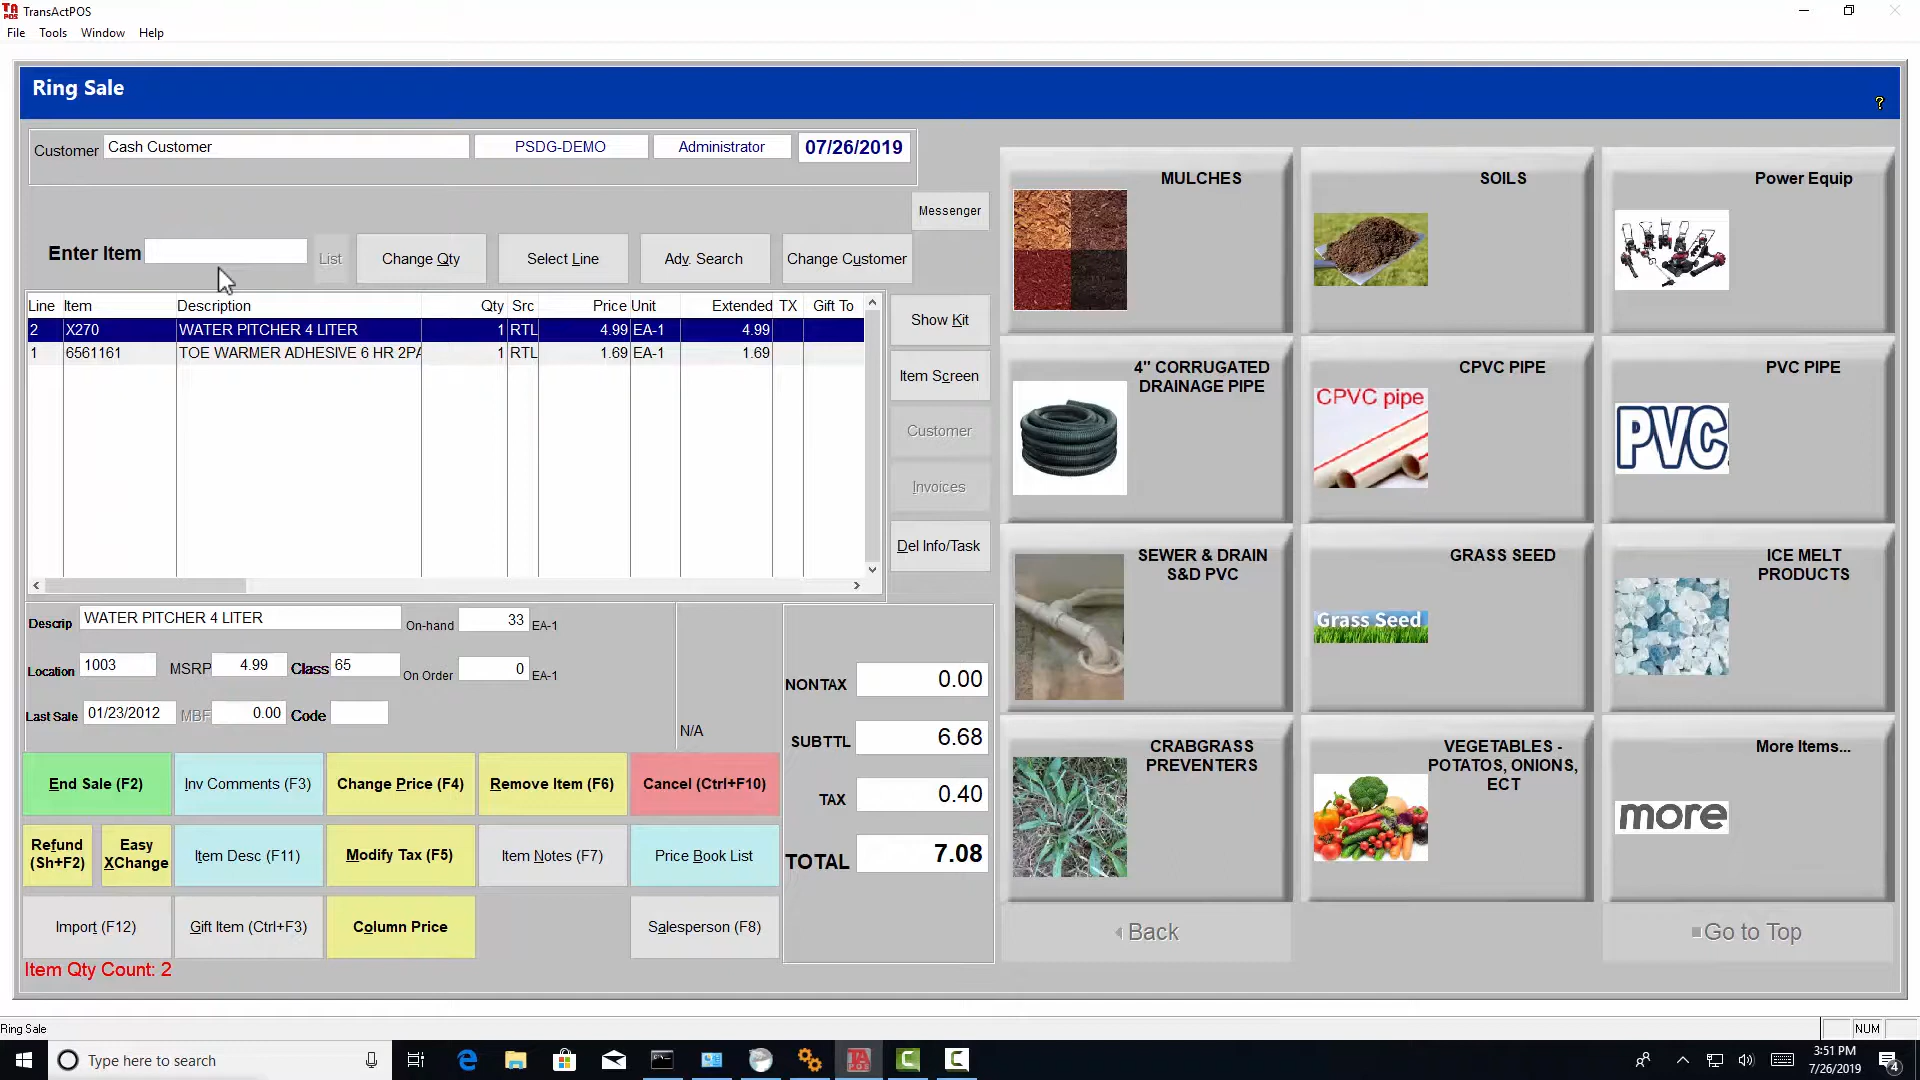 TransActPOS
File Tools Window Help
Ring Sale
?
Customer Cash Customer PSDG-DEMO Administrator 07/26/2019
Messenger
Enter Item List Change Qty Select Line Adv. Search Change Customer
Line Item Description Qty Src Price Unit Extended TX Gift To
2 X270 WATER PITCHER 4 LITER 1 RTL 4.99 EA-1 4.99
1 6561161 TOE WARMER ADHESIVE 6 HR 2PA 1 RTL 1.69 EA-1 1.69
Show Kit
Item Screen
Customer
Invoices
Del Info/Task
Descrip WATER PITCHER 4 LITER On-hand 33 EA-1
Location 1003 MSRP 4.99 Class 65 On Order 0 EA-1
Last Sale 01/23/2012 MBF 0.00 Code
N/A
NONTAX 0.00
SUBTTL 6.68
TAX 0.40
TOTAL 7.08
End Sale (F2) Inv Comments (F3) Change Price (F4) Remove Item (F6) Cancel (Ctrl+F10)
Refund
(Sh+F2)
Easy
XChange
Item Desc (F11) Modify Tax (F5) Item Notes (F7) Price Book List
Import (F12) Gift Item (Ctrl+F3) Column Price Salesperson (F8)
Item Qty Count: 2
MULCHES
SOILS
Power Equip
4" CORRUGATED
DRAINAGE PIPE
CPVC PIPE
CPVC pipe
PVC PIPE
PVC
SEWER & DRAIN
S&D PVC
GRASS SEED
Grass Seed
ICE MELT
PRODUCTS
CRABGRASS
PREVENTERS
VEGETABLES -
POTATOS, ONIONS,
ECT
More Items...
more
Back
Go to Top
Ring Sale
NUM
Type here to search
TA
POS
3:51 PM
7/26/2019
4